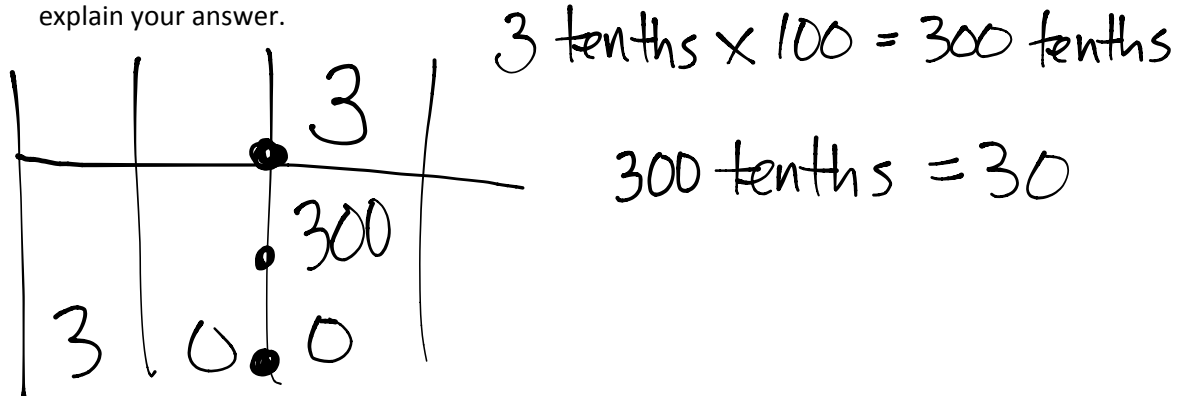 explain your answer.
3 tenths × 100 = 300 tenths
3
300 tenths = 30
300
3 0 0